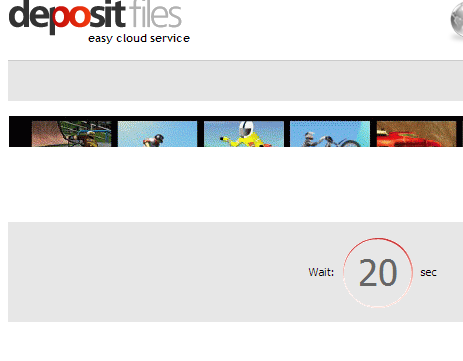 depositfiles
easy cloud service
Wait: 20 sec